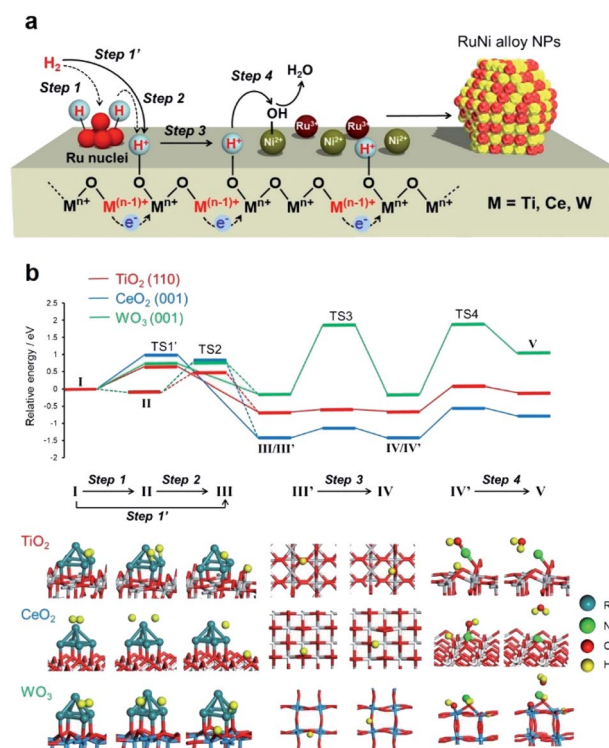 a
RuNi alloy NPs
H₂
Step 1'
Step 1
Step 2
Step 3
Step 4
H₂O
OH
H
H
Ru nuclei
H⁺
H⁺
H⁺
Ni²⁺
Ru³⁺
Ni²⁺
Ru³⁺
Ni²⁺
O O O O O O O
Mⁿ⁺ M⁽ⁿ⁻¹⁾⁺ Mⁿ⁺ M⁽ⁿ⁻¹⁾⁺ Mⁿ⁺ Mⁿ⁺ M⁽ⁿ⁻¹⁾⁺ Mⁿ⁺
e⁻ e⁻ e⁻
M = Ti, Ce, W
b
TiO₂ (110)
CeO₂ (001)
WO₃ (001)
Relative energy / eV
2.5
2
1.5
1
0.5
0
-0.5
-1
-1.5
-2
I
II
TS1'
TS2
III/III'
TS3
IV/IV'
TS4
V
I Step 1 II Step 2 III
Step 1'
III' Step 3 IV
IV' Step 4 V
TiO₂
CeO₂
WO₃
R
N
H